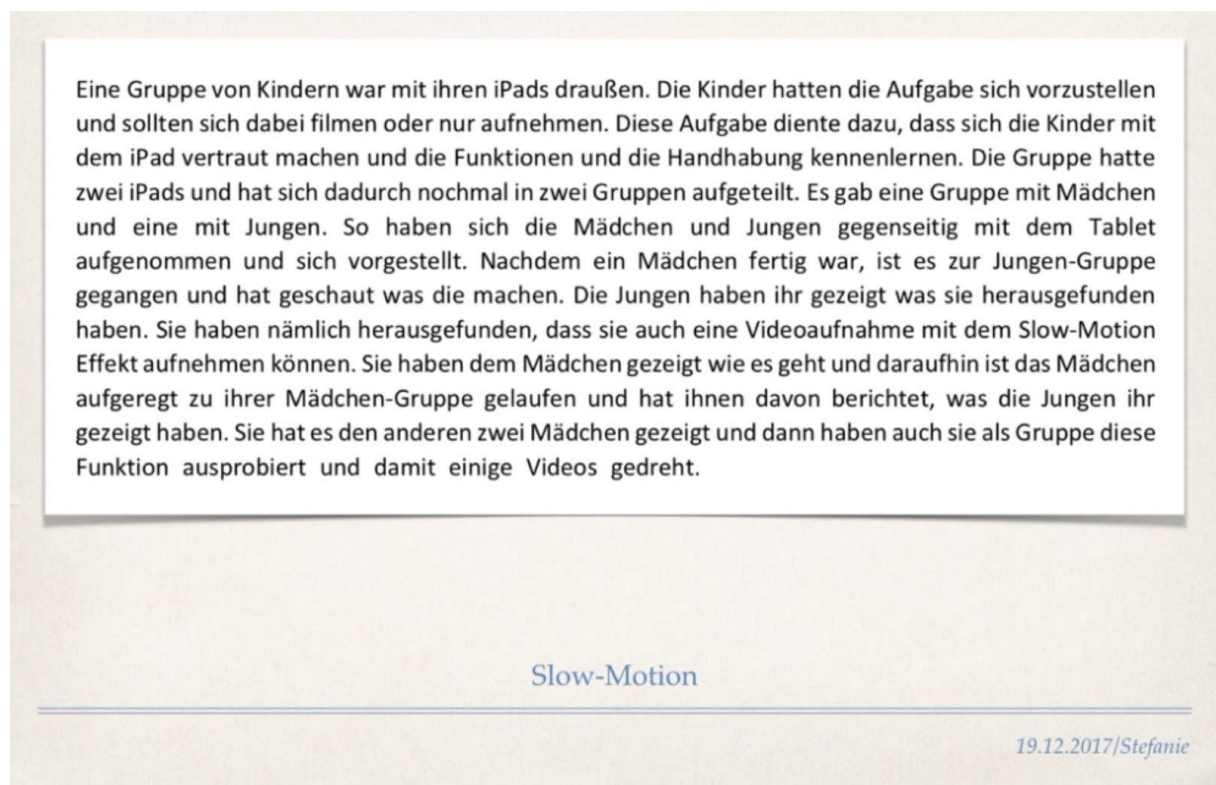 Eine Gruppe von Kindern war mit ihren iPads draußen. Die Kinder hatten die Aufgabe sich vorzustellen
und sollten sich dabei filmen oder nur aufnehmen. Diese Aufgabe diente dazu, dass sich die Kinder mit
dem iPad vertraut machen und die Funktionen und die Handhabung kennenlernen. Die Gruppe hatte
zwei iPads und hat sich dadurch nochmal in zwei Gruppen aufgeteilt. Es gab eine Gruppe mit Mädchen
und eine mit Jungen. So haben sich die Mädchen und Jungen gegenseitig mit dem Tablet
aufgenommen und sich vorgestellt. Nachdem ein Mädchen fertig war, ist es zur Jungen-Gruppe
gegangen und hat geschaut was die machen. Die Jungen haben ihr gezeigt was sie herausgefunden
haben. Sie haben nämlich herausgefunden, dass sie auch eine Videoaufnahme mit dem Slow-Motion
Effekt aufnehmen können. Sie haben dem Mädchen gezeigt wie es geht und daraufhin ist das Mädchen
aufgeregt zu ihrer Mädchen-Gruppe gelaufen und hat ihnen davon berichtet, was die Jungen ihr
gezeigt haben. Sie hat es den anderen zwei Mädchen gezeigt und dann haben auch sie als Gruppe diese
Funktion ausprobiert und damit einige Videos gedreht.
Slow-Motion
19.12.2017/Stefanie